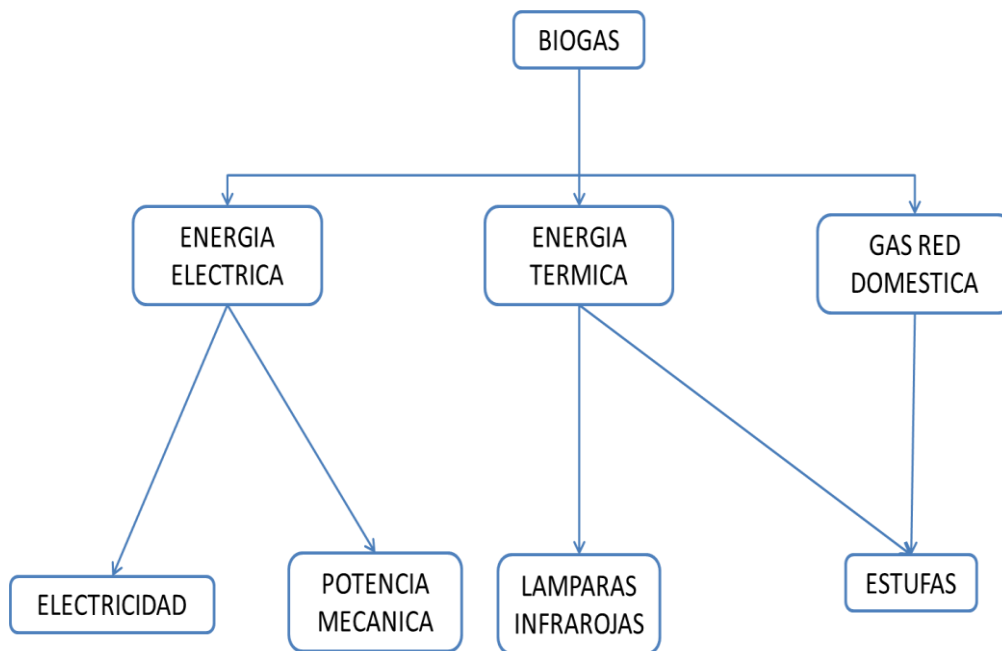 BIOGAS
ENERGIA
ELECTRICA
ENERGIA
TERMICA
GAS RED
DOMESTICA
ELECTRICIDAD
POTENCIA
MECANICA
LAMPARAS
INFRAROJAS
ESTUFAS